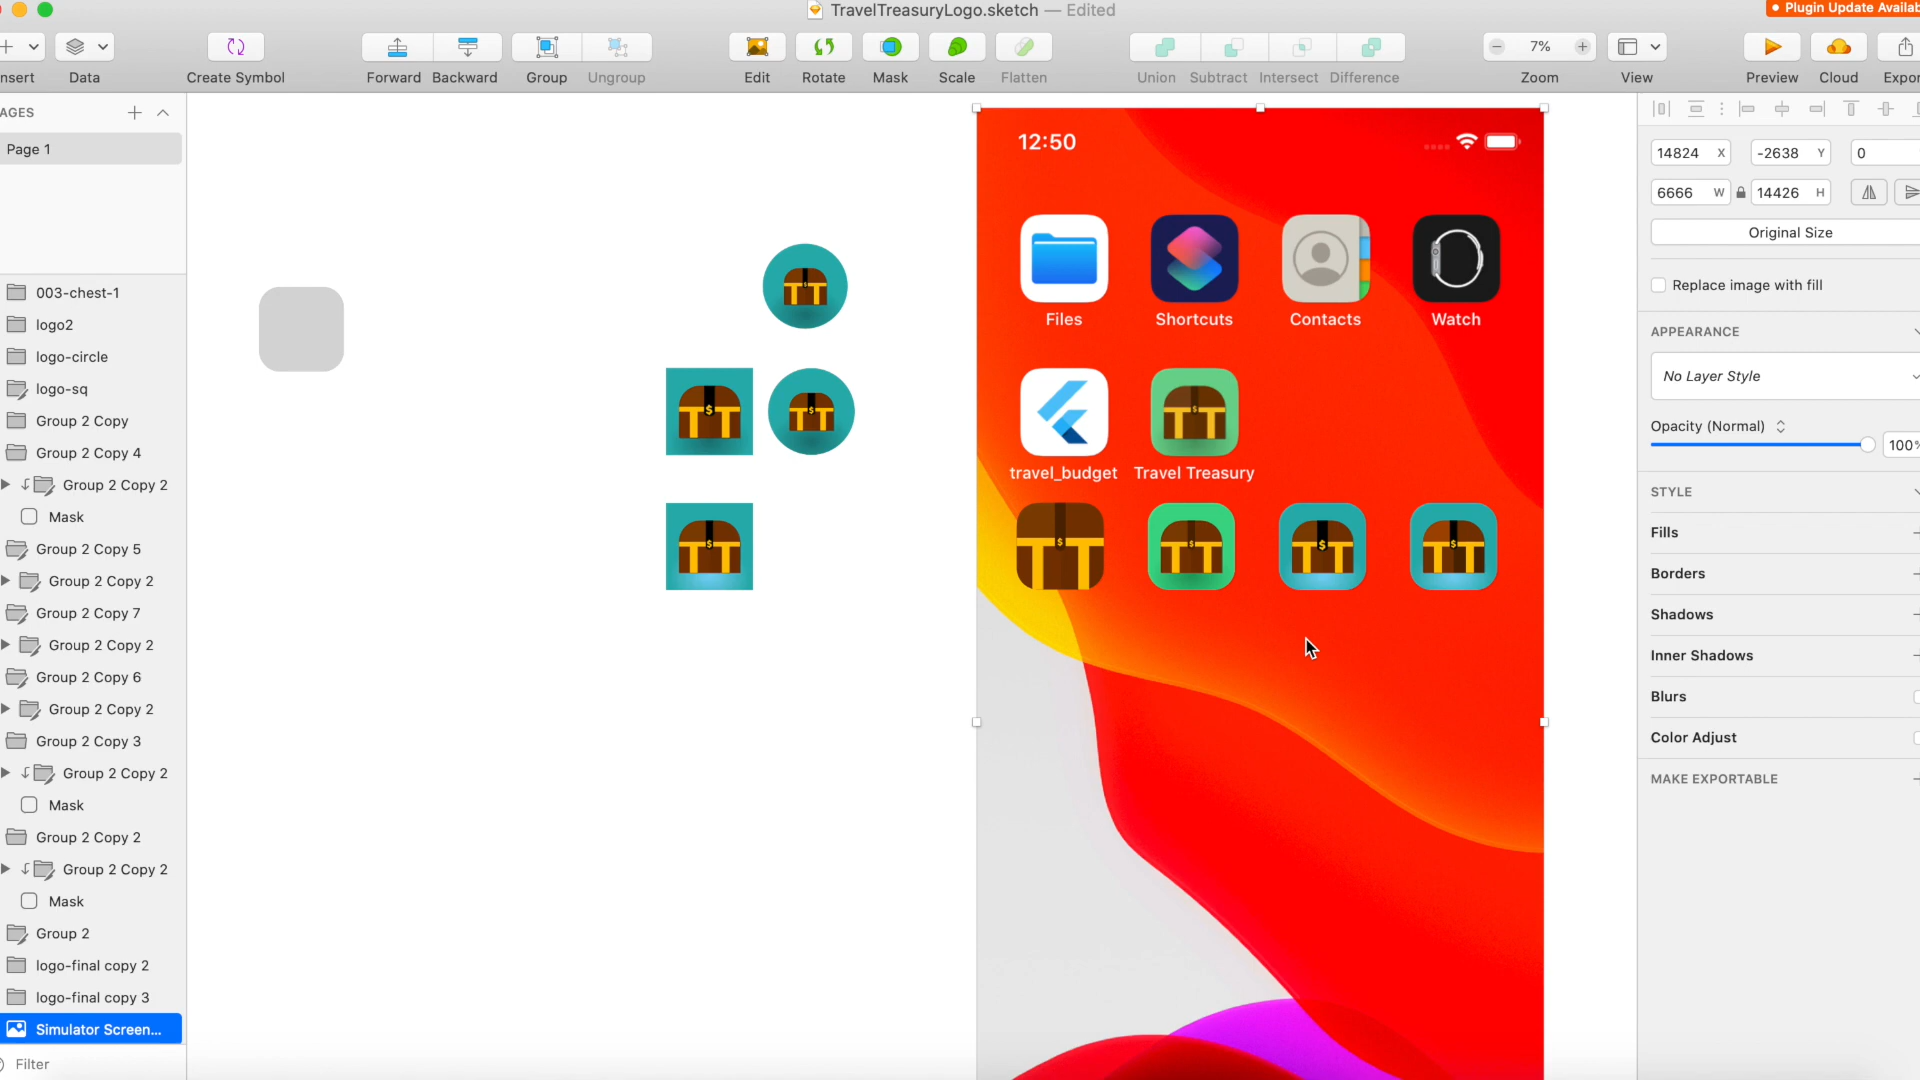 TravelTreasuryLogo.sketch — Edited
Plugin Update Availab
nsert
Data
Create Symbol
Forward
Backward
Group
Ungroup
Edit
Rotate
Mask
Scale
Flatten
Union
Subtract
Intersect
Difference
7%
Zoom
View
Preview
Cloud
Expor
AGES
Page 1
003-chest-1
logo2
logo-circle
logo-sq
Group 2 Copy
Group 2 Copy 4
Group 2 Copy 2
Mask
Group 2 Copy 5
Group 2 Copy 2
Group 2 Copy 7
Group 2 Copy 2
Group 2 Copy 6
Group 2 Copy 2
Group 2 Copy 3
Group 2 Copy 2
Mask
Group 2 Copy 2
Group 2 Copy 2
Mask
Group 2
logo-final copy 2
logo-final copy 3
Simulator Screen...
Filter
12:50
Files
Shortcuts
Contacts
Watch
travel_budget
Travel Treasury
14824 X
-2638 Y
0
6666 W
14426 H
Original Size
Replace image with fill
APPEARANCE
No Layer Style
Opacity (Normal)
100%
STYLE
Fills
Borders
Shadows
Inner Shadows
Blurs
Color Adjust
MAKE EXPORTABLE